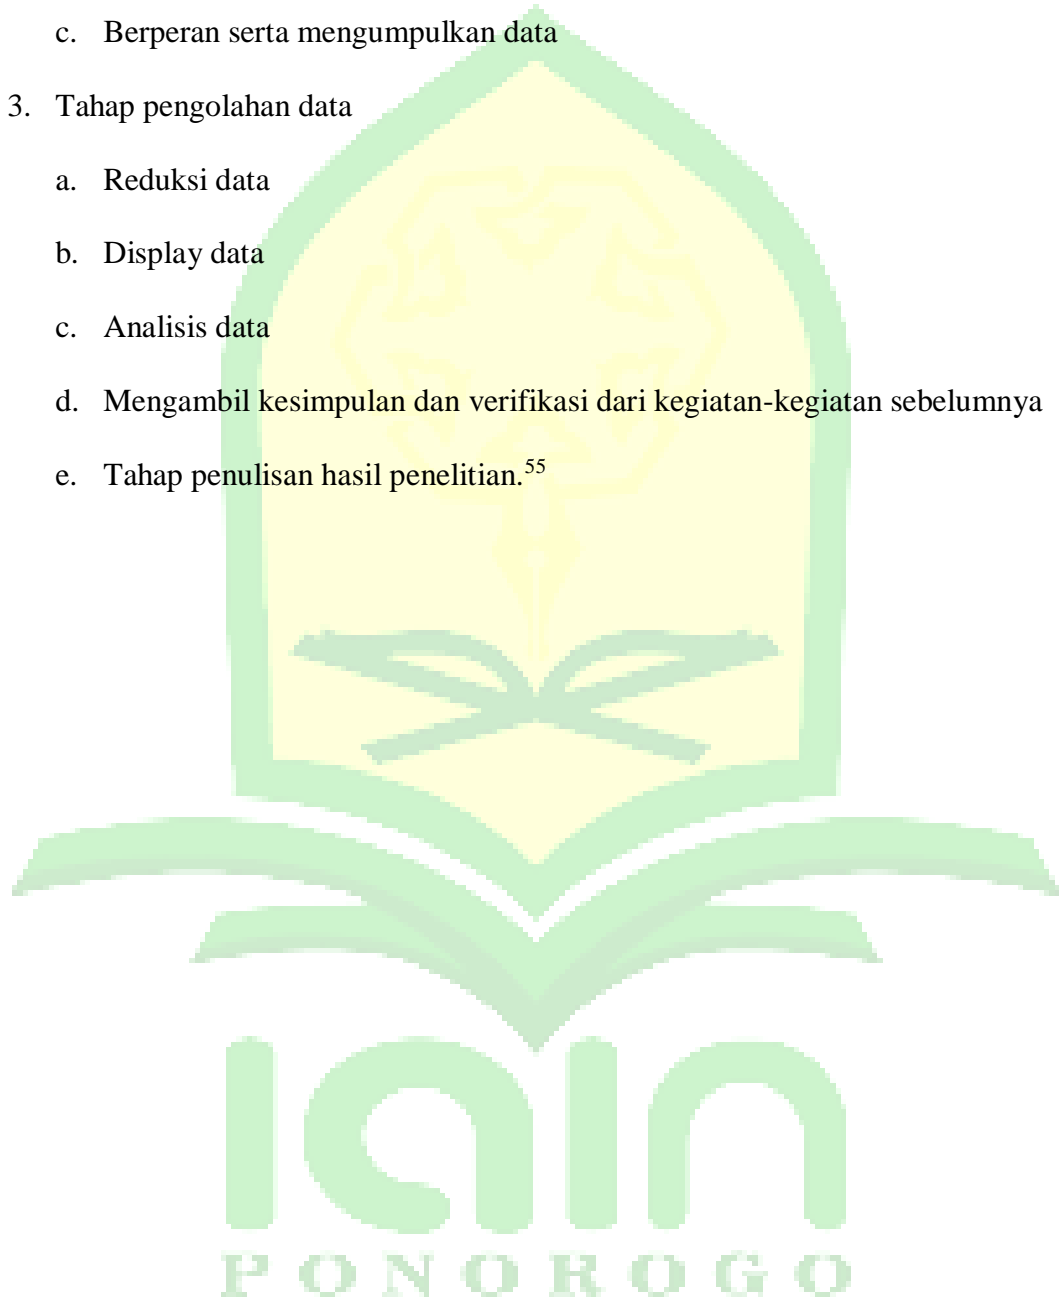 c. Berperan serta mengumpulkan data
3. Tahap pengolahan data
a. Reduksi data
b. Display data
c. Analisis data
d. Mengambil kesimpulan dan verifikasi dari kegiatan-kegiatan sebelumnya
e. Tahap penulisan hasil penelitian.55
iain
PONOROGO